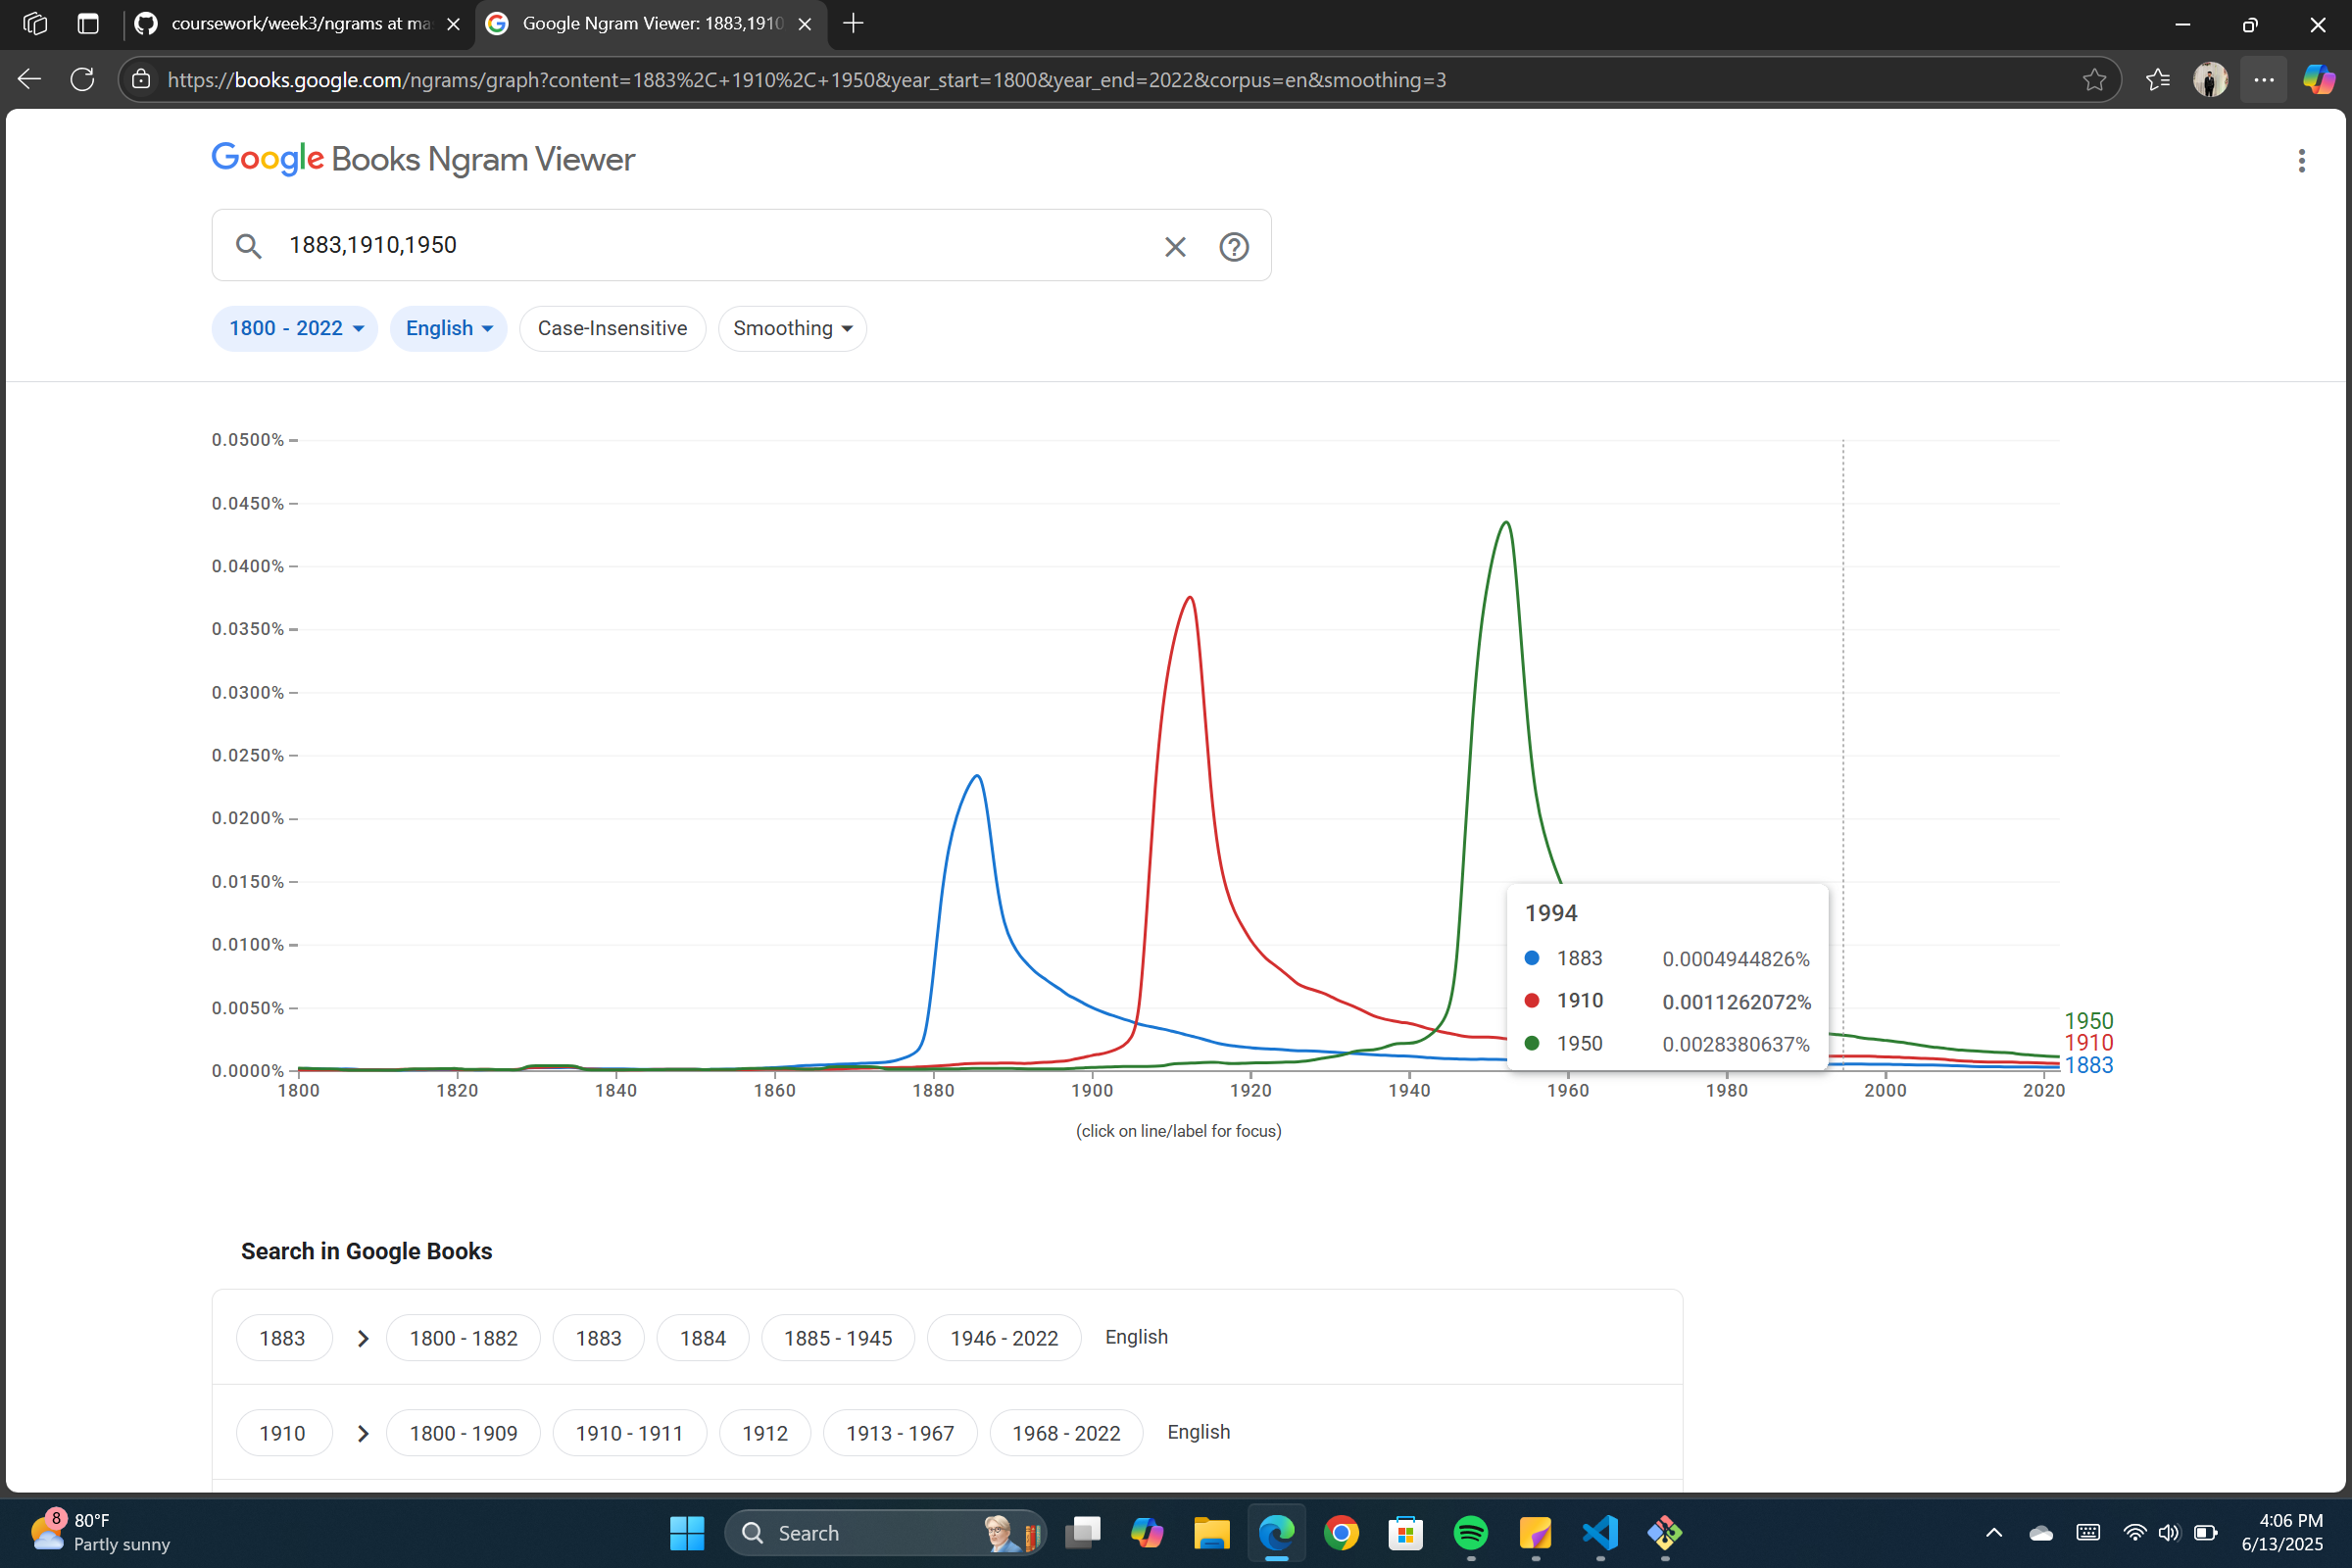 coursework/week3/ngrams at ma
Google Ngram Viewer: 1883,1910
https://books.google.com/ngrams/graph?content=1883%2C+1910%2C+1950&year_start=1800&year_end=2022&corpus=en&smoothing=3
Google Books Ngram Viewer
1883,1910,1950
1800 - 2022 English Case-Insensitive Smoothing
0.0500%
0.0450%
0.0400%
0.0350%
0.0300%
0.0250%
0.0200%
0.0150%
0.0100%
0.0050%
0.0000%
1994
1883 0.0004944826%
1910 0.0011262072%
1950 0.0028380637%
1950
1910
1883
1800 1820 1840 1860 1880 1900 1920 1940 1960 1980 2000 2020
(click on line/label for focus)
Search in Google Books
1883 1800 - 1882 1883 1884 1885 - 1945 1946 - 2022 English
1910 1800 - 1909 1910 - 1911 1912 1913 - 1967 1968 - 2022 English
8
80°F
Partly sunny
Search
4:06 PM
6/13/2025